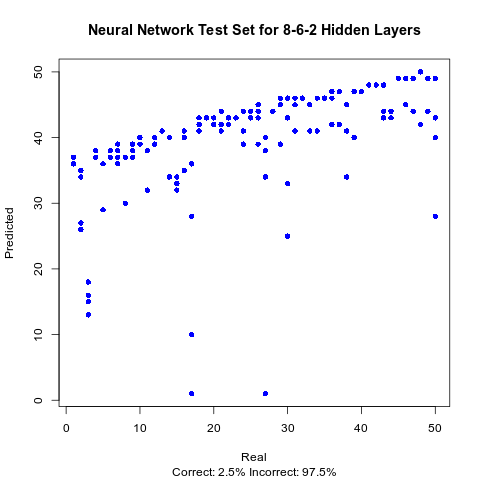 Neural Network Test Set for 8-6-2 Hidden Layers
Predicted
50
40
30
20
10
0
0 10 20 30 40 50
Real
Correct: 2.5% Incorrect: 97.5%